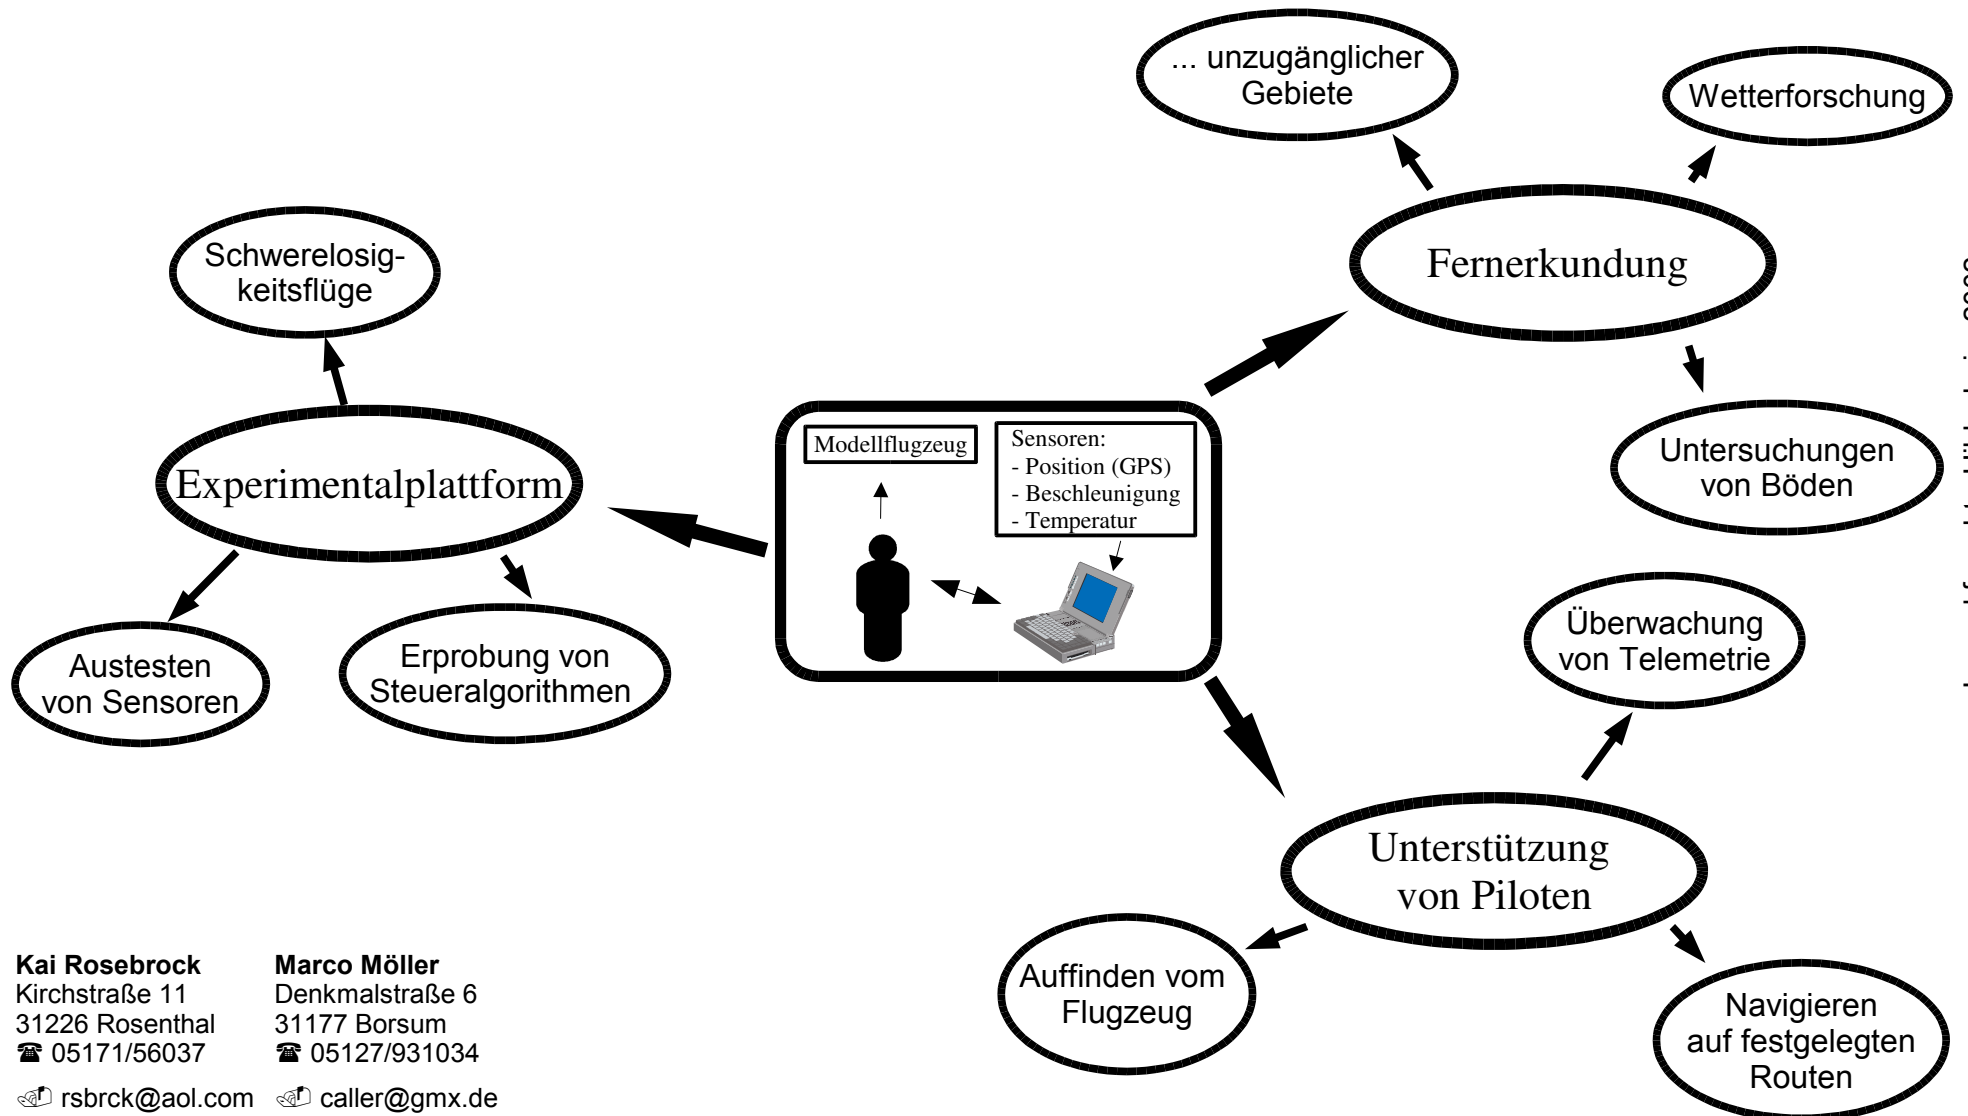 ... unzugänglicher
Gebiete
Wetterforschung
Fernerkundung
Untersuchungen
von Böden
Schwerelosig-
keitsflüge
Experimentalplattform
Austesten
von Sensoren
Erprobung von
Steueralgorithmen
Modellflugzeug
Sensoren:
- Position (GPS)
- Beschleunigung
- Temperatur
Überwachung
von Telemetrie
Unterstützung
von Piloten
Auffinden vom
Flugzeug
Navigieren
auf festgelegten
Routen
Kai Rosebrock
Kirchstraße 11
31226 Rosenthal
☎ 05171/56037
rsbrck@aol.com
Marco Möller
Denkmalstraße 6
31177 Borsum
☎ 05127/931034
caller@gmx.de